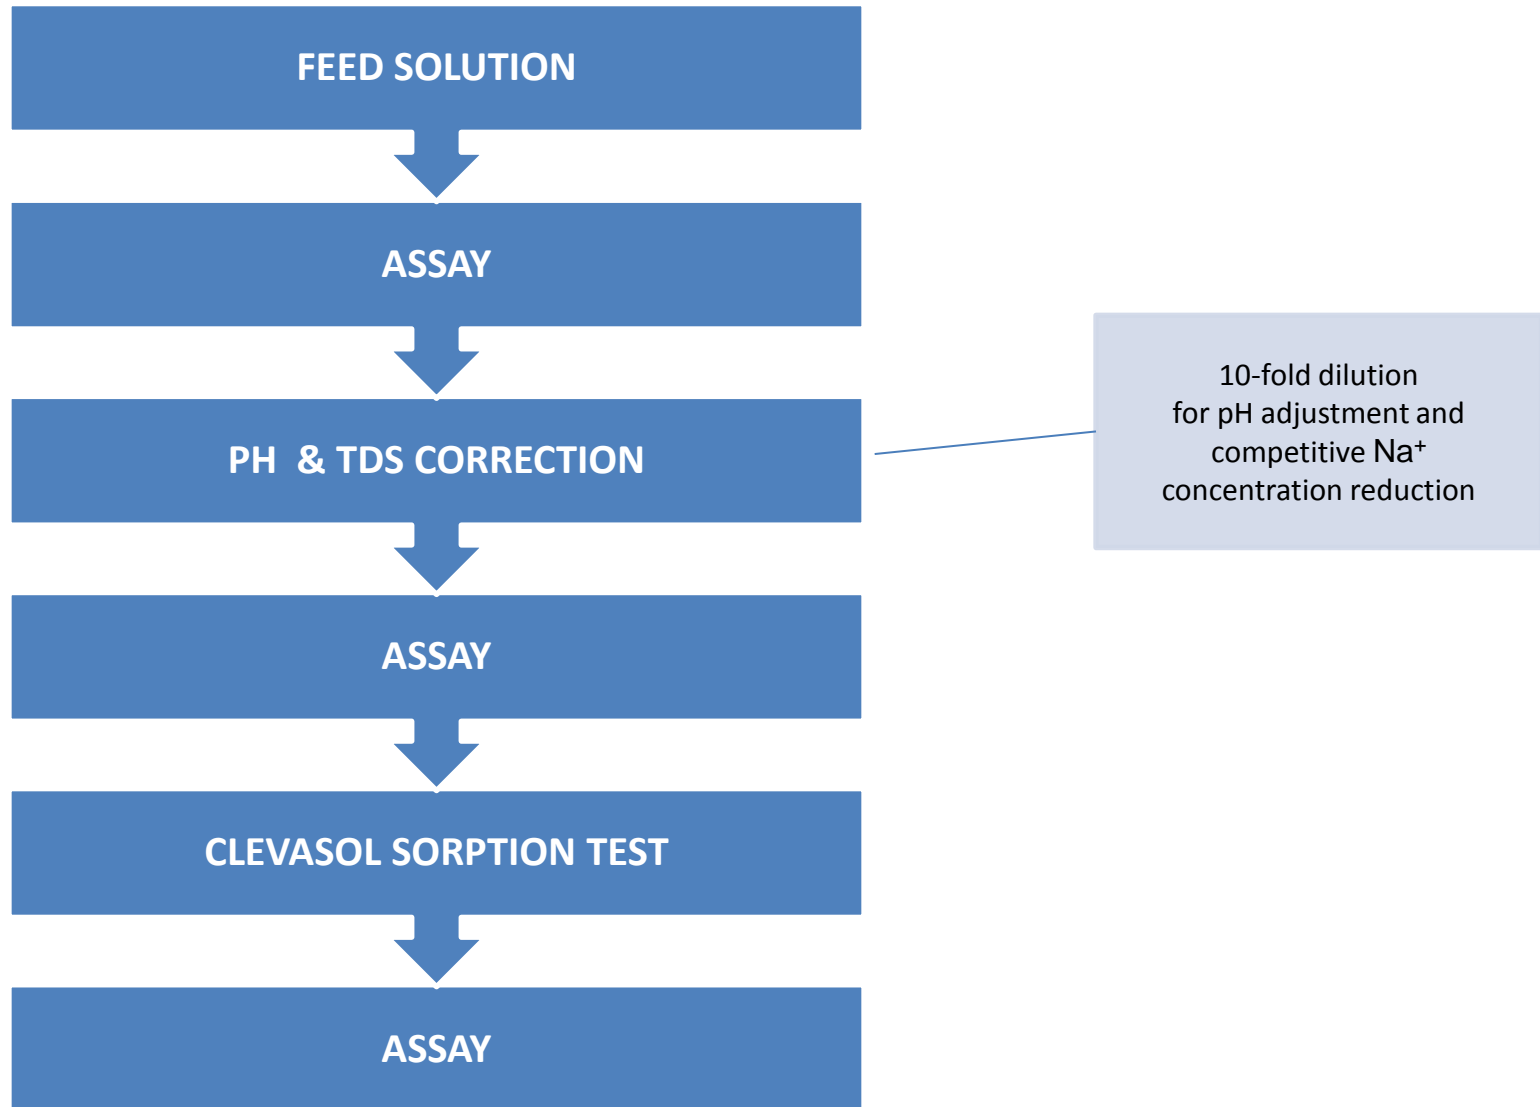 FEED SOLUTION
ASSAY
PH & TDS CORRECTION
10-fold dilution
for pH adjustment and
competitive Na⁺
concentration reduction
ASSAY
CLEVASOL SORPTION TEST
ASSAY